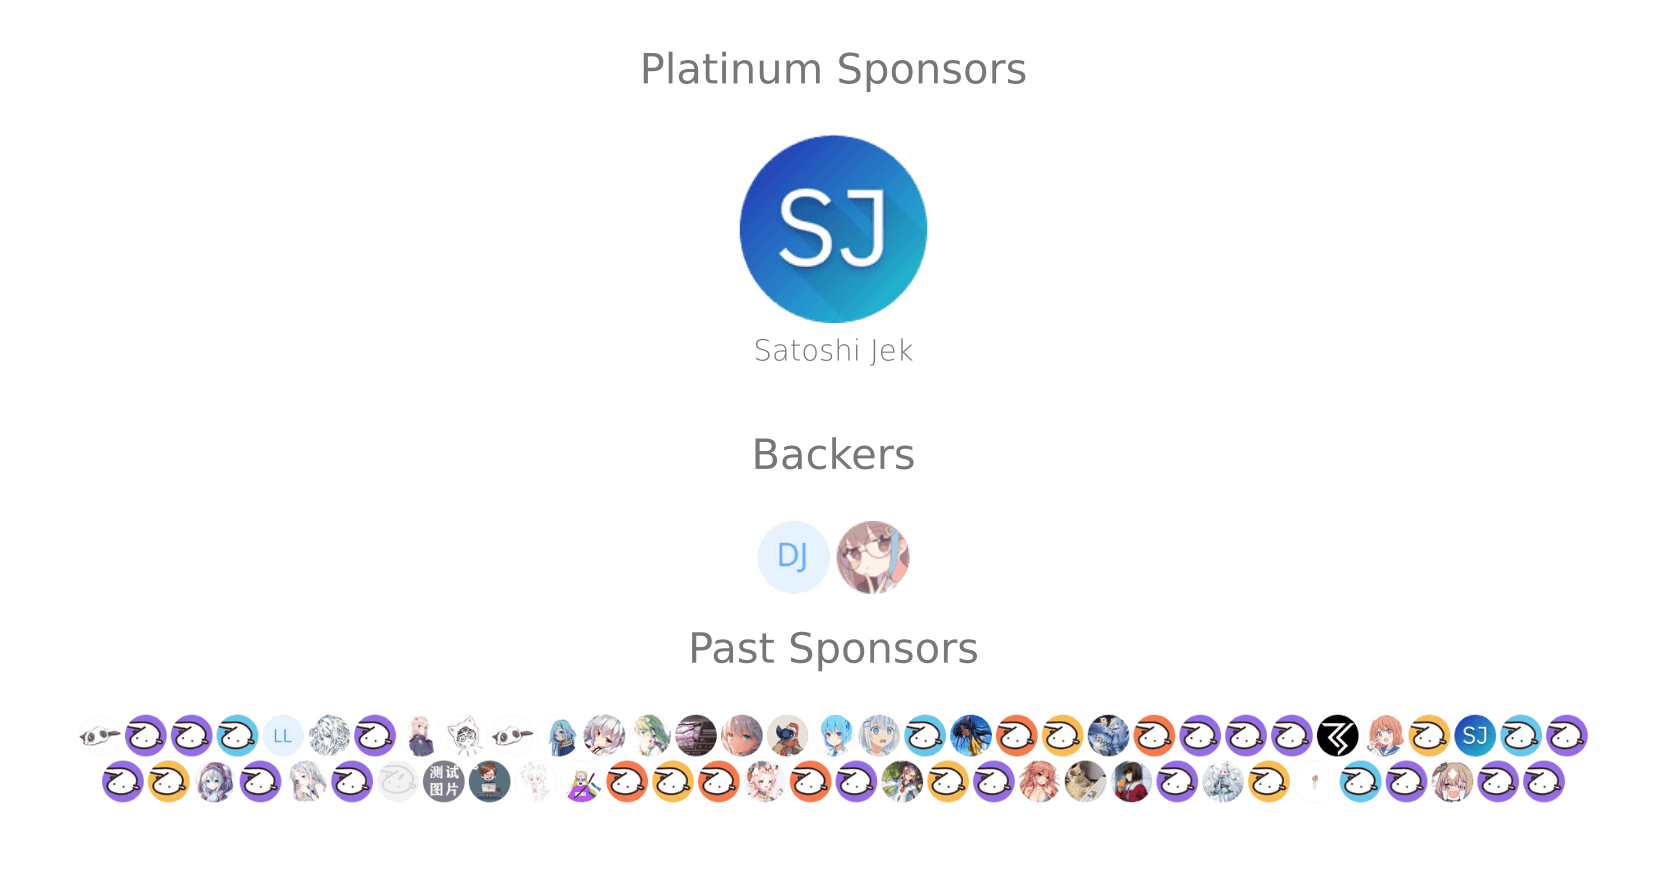 Platinum Sponsors
SJ
Satoshi Jek
Backers
DJ
Past Sponsors
LL
SJ
测试
图片